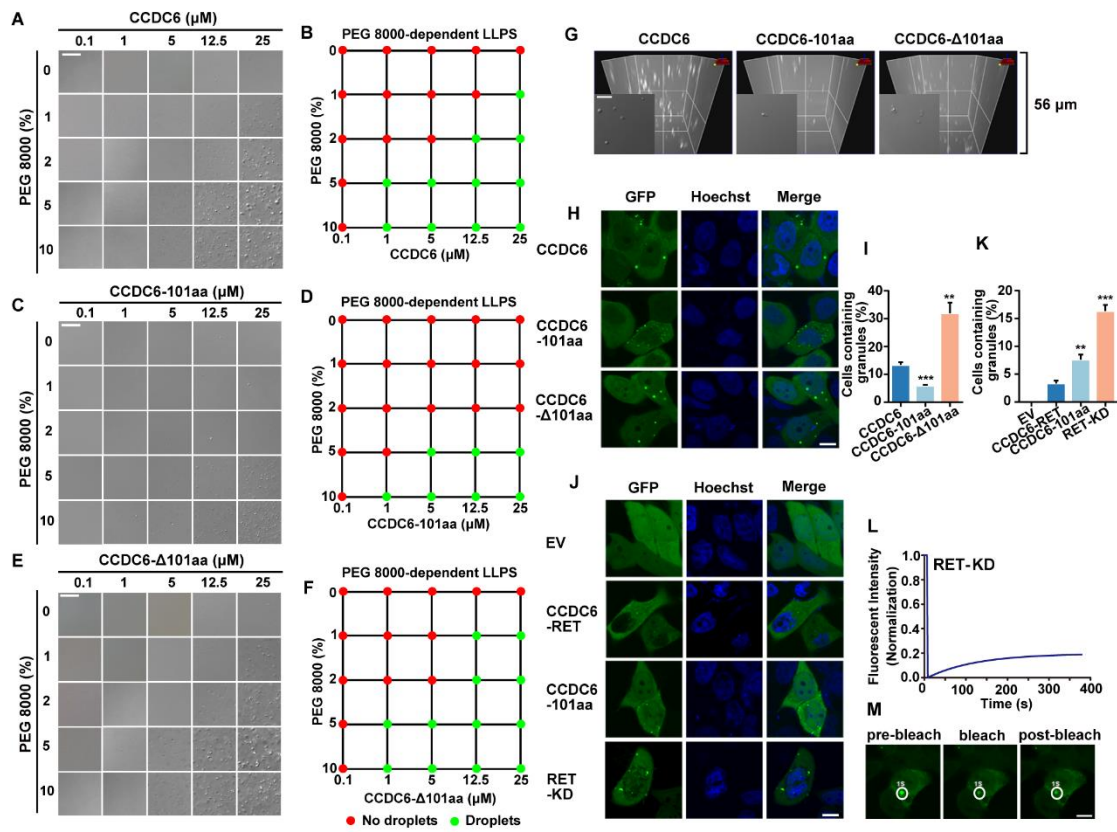 A
CCDC6 (μM)
0.1 1 5 12.5 25
PEG 8000 (%)
0
1
2
5
10
B
PEG 8000-dependent LLPS
PEG 8000 (%)
0
1
2
5
10
0.1 1 5 12.5 25
CCDC6 (μM)
C
CCDC6-101aa (μM)
0.1 1 5 12.5 25
PEG 8000 (%)
0
1
2
5
10
D
PEG 8000-dependent LLPS
PEG 8000 (%)
0
1
2
5
10
0.1 1 5 12.5 25
CCDC6-101aa (μM)
E
CCDC6-Δ101aa (μM)
0.1 1 5 12.5 25
PEG 8000 (%)
0
1
2
5
10
F
PEG 8000-dependent LLPS
PEG 8000 (%)
0
1
2
5
10
0.1 1 5 12.5 25
CCDC6-Δ101aa (μM)
No droplets Droplets
G
CCDC6 CCDC6-101aa CCDC6-Δ101aa
56 μm
H
GFP Hoechst Merge
CCDC6
CCDC6
-101aa
CCDC6
-Δ101aa
I
Cells containing
granules (%)
40
30
20
10
0
***
**
CCDC6
CCDC6-101aa
CCDC6-Δ101aa
K
Cells containing
granules (%)
20
15
10
5
0
**
***
EV
CCDC6-RET
CCDC6-101aa
RET-KD
J
GFP Hoechst Merge
EV
CCDC6
-RET
CCDC6
-101aa
RET
-KD
L
RET-KD
Fluorescent Intensity
(Normalization)
1.0
0.8
0.6
0.4
0.2
0
0 100 200 300 400
Time (s)
M
pre-bleach bleach post-bleach
15 15 15